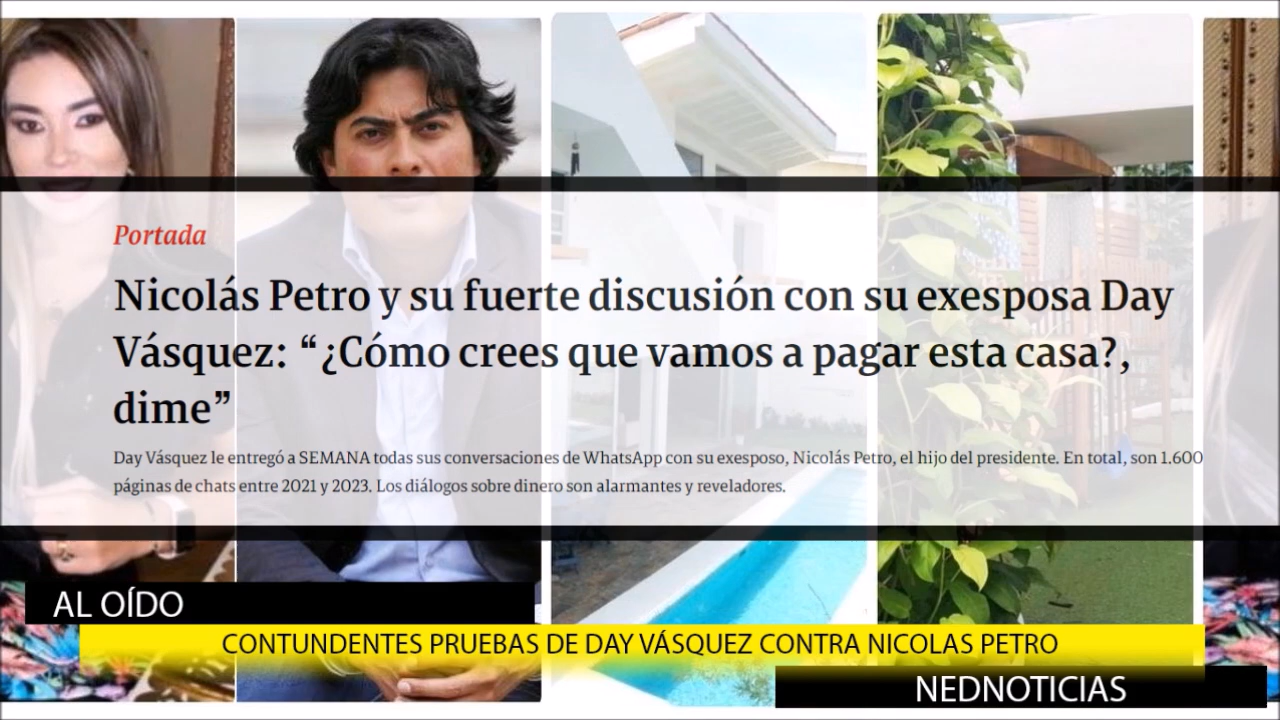 Portada
Nicolás Petro y su fuerte discusión con su exesposa Day
Vásquez: “¿Cómo crees que vamos a pagar esta casa?,
dime”
Day Vásquez le entregó a SEMANA todas sus conversaciones de WhatsApp con su exesposo, Nicolás Petro, el hijo del presidente. En total, son 1.600
páginas de chats entre 2021 y 2023. Los diálogos sobre dinero son alarmantes y reveladores.
AL OÍDO
CONTUNDENTES PRUEBAS DE DAY VÁSQUEZ CONTRA NICOLAS PETRO
NEDNOTICIAS